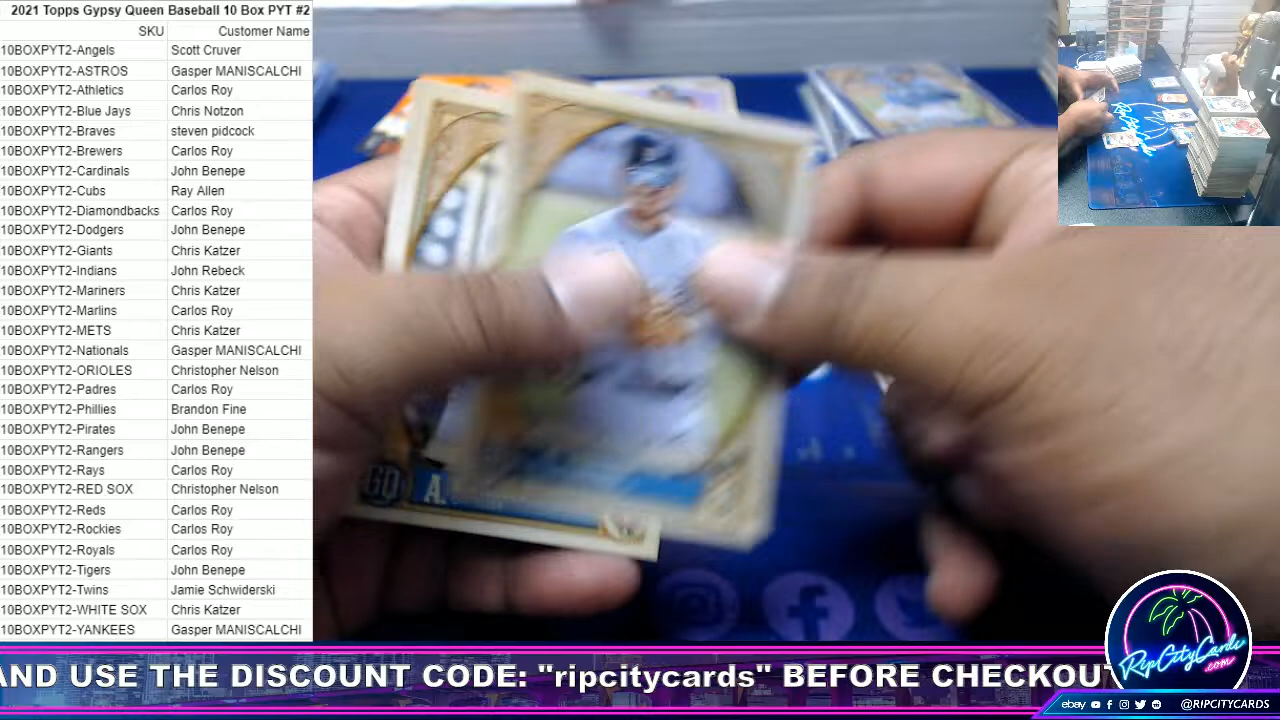 2021 Topps Gypsy Queen Baseball 10 Box PYT #2
SKU Customer Name
10BOXPYT2-Angels Scott Cruver
10BOXPYT2-ASTROS Gasper MANISCALCHI
10BOXPYT2-Athletics Carlos Roy
10BOXPYT2-Blue Jays Chris Notzon
10BOXPYT2-Braves steven pidcock
10BOXPYT2-Brewers Carlos Roy
10BOXPYT2-Cardinals John Benepe
10BOXPYT2-Cubs Ray Allen
10BOXPYT2-Diamondbacks Carlos Roy
10BOXPYT2-Dodgers John Benepe
10BOXPYT2-Giants Chris Katzer
10BOXPYT2-Indians John Rebeck
10BOXPYT2-Mariners Chris Katzer
10BOXPYT2-Marlins Carlos Roy
10BOXPYT2-METS Chris Katzer
10BOXPYT2-Nationals Gasper MANISCALCHI
10BOXPYT2-ORIOLES Christopher Nelson
10BOXPYT2-Padres Carlos Roy
10BOXPYT2-Phillies Brandon Fine
10BOXPYT2-Pirates John Benepe
10BOXPYT2-Rangers John Benepe
10BOXPYT2-Rays Carlos Roy
10BOXPYT2-RED SOX Christopher Nelson
10BOXPYT2-Reds Carlos Roy
10BOXPYT2-Rockies Carlos Roy
10BOXPYT2-Royals Carlos Roy
10BOXPYT2-Tigers John Benepe
10BOXPYT2-Twins Jamie Schwiderski
10BOXPYT2-WHITE SOX Chris Katzer
10BOXPYT2-YANKEES Gasper MANISCALCHI
GQ A.
RipCityCards
.com
AND USE THE DISCOUNT CODE: "ripcitycards" BEFORE CHECKOUT
ebay @RIPCITYCARDS